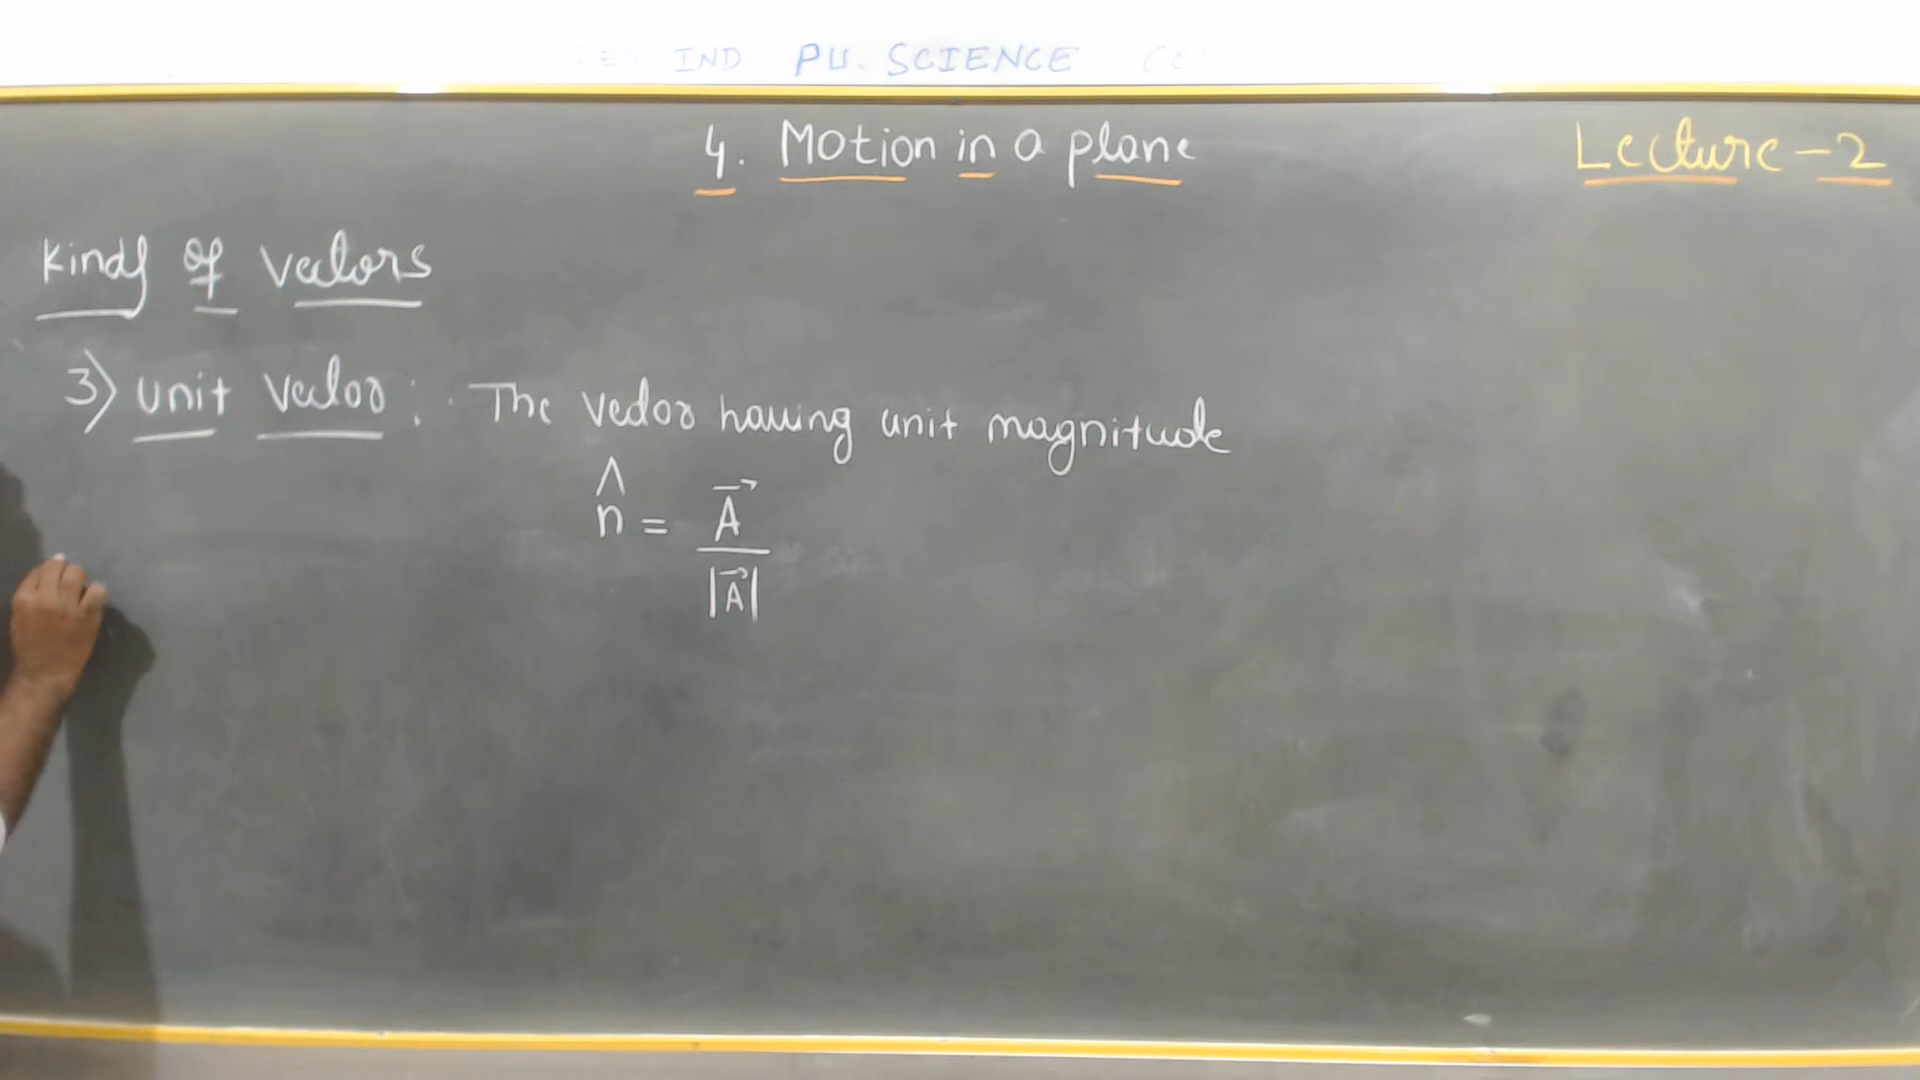 IND PU. SCIENCE
4. Motion in a plane
Lecture-2
Kinds of vectors
3) unit vector: The vector having unit magnitude
n̂ = A⃗ / |A⃗|